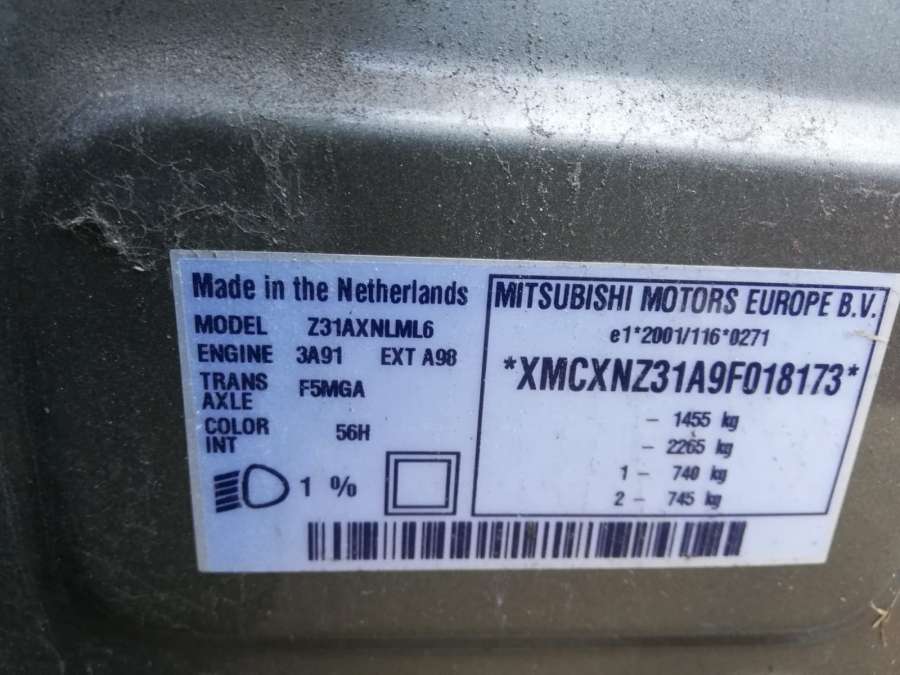 Made in the Netherlands
MODEL Z31AXNLML6
ENGINE 3A91 EXT A98
TRANS
AXLE F5MGA
COLOR
INT 56H
1 %
MITSUBISHI MOTORS EUROPE B.V.
e1*2001/116*0271
*XMCXNZ31A9F018173*
- 1455 kg
- 2265 kg
1 - 740 kg
2 - 745 kg